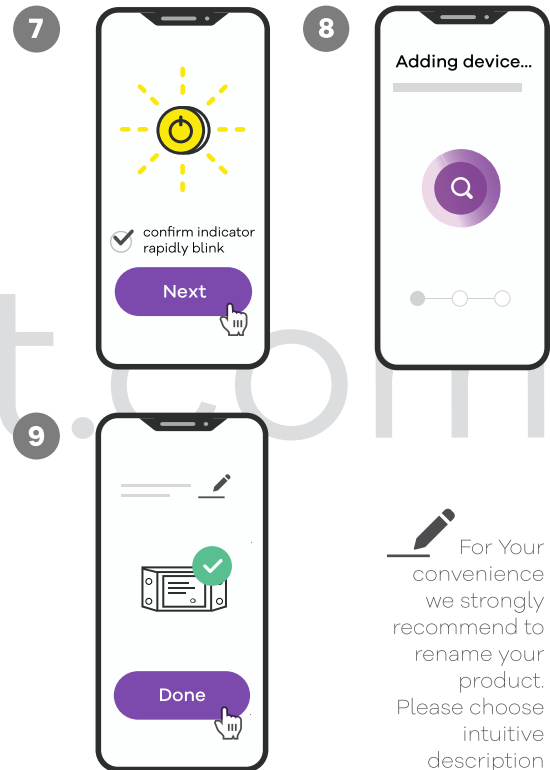 7
confirm indicator
rapidly blink
Next
8
Adding device...
t.com
9
Done
For Your
convenience
we strongly
recommend to
rename your
product.
Please choose
intuitive
description